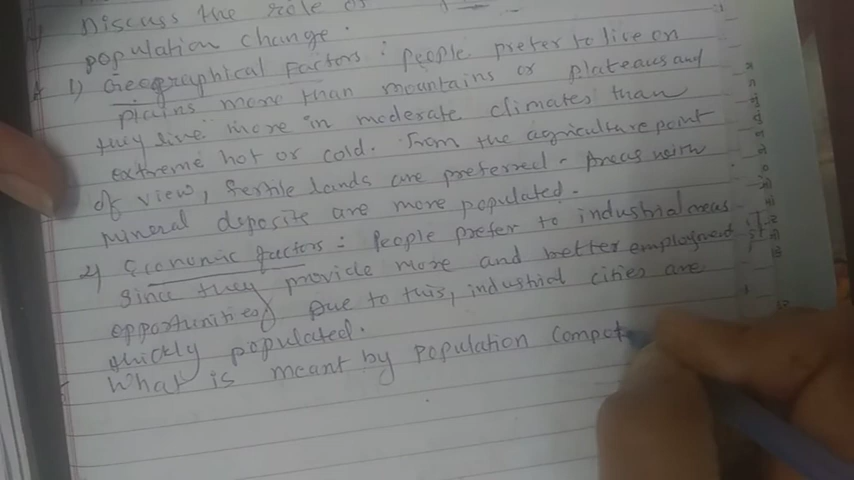 Discuss the role of
population change.
1) Geographical Factors : people prefer to live on
plains more than mountains or plateaus and
they live more in moderate climates than
extreme hot or cold. From the agriculture point
of view, fertile lands are preferred. Areas with
mineral deposits are more populated.
2) Economic factors : People prefer to industrial areas
since they provide more and better employment
opportunities. Due to this, industrial cities are
quickly populated.
What is meant by population compot